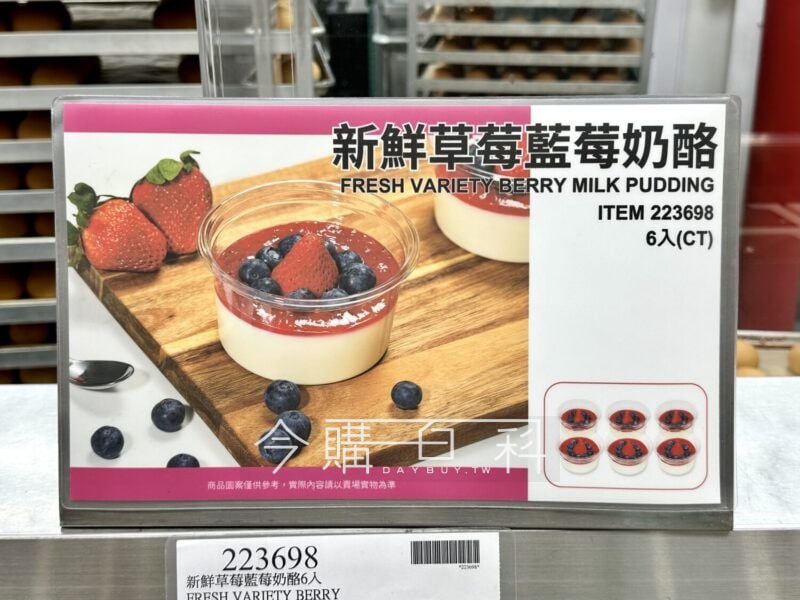 新鮮草莓藍莓奶酪
FRESH VARIETY BERRY MILK PUDDING
ITEM 223698
6入(CT)
今購百科
DAYBUY.TW
商品圖案僅供參考，實際內容請以賣場實物為準
223698
*223698*
新鮮草莓藍莓奶酪6入
FRESH VARIETY BERRY